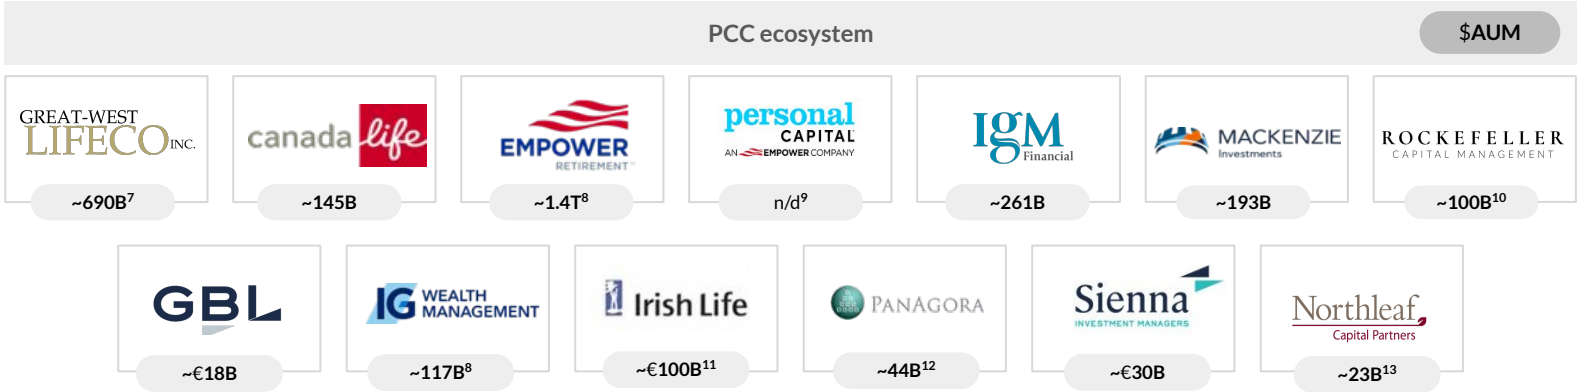 PCC ecosystem
$AUM
GREAT-WEST
LIFECO INC.
~690B7
canada life
~145B
EMPOWER
RETIREMENT™
~1.4T8
personal
CAPITAL
AN EMPOWER COMPANY
n/d9
IGM
Financial
~261B
MACKENZIE
Investments
~193B
ROCKEFELLER
CAPITAL MANAGEMENT
~100B10
GBL
~€18B
IG WEALTH
MANAGEMENT
~117B8
Irish Life
~€100B11
PANAGORA
~44B12
Sienna
INVESTMENT MANAGERS
~€30B
Northleaf
Capital Partners
~23B13